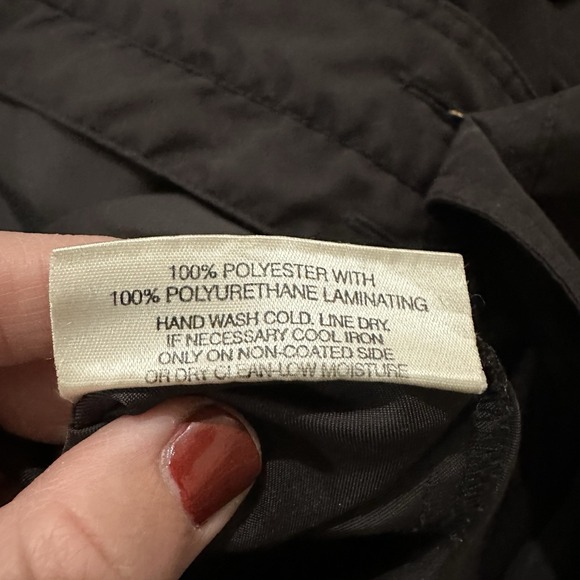 100% POLYESTER WITH
100% POLYURETHANE LAMINATING
HAND WASH COLD. LINE DRY.
IF NECESSARY COOL IRON
ONLY ON NON-COATED SIDE
OR DRY CLEAN-LOW MOISTURE